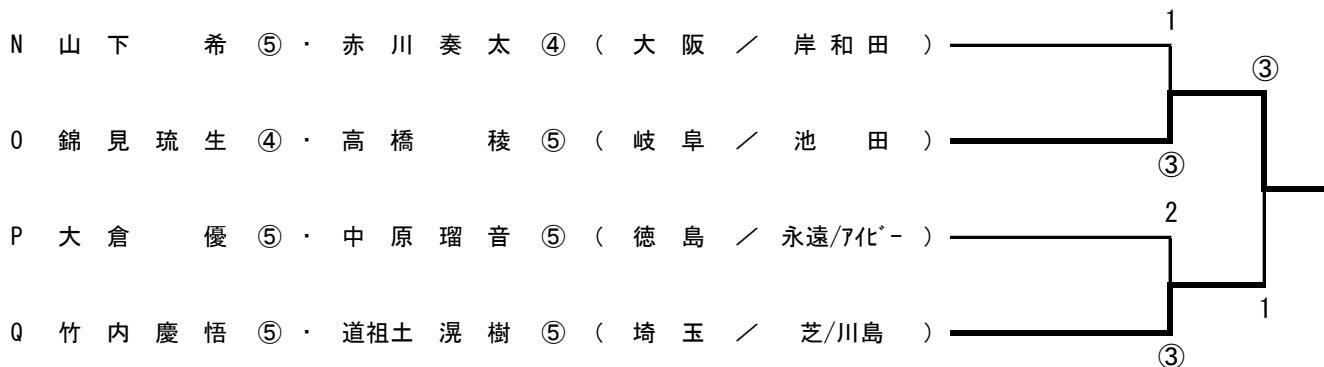 1
N 山下 希 ⑤ ・ 赤川奏太 ④ ( 大阪 ／ 岸和田 )
③
O 錦見琉生 ④ ・ 高橋 稜 ⑤ ( 岐阜 ／ 池田 )
③
2
P 大倉 優 ⑤ ・ 中原瑠音 ⑤ ( 徳島 ／ 永遠/ｱｲﾋﾞｰ )
1
Q 竹内慶悟 ⑤ ・ 道祖土滉樹 ⑤ ( 埼玉 ／ 芝/川島 )
③